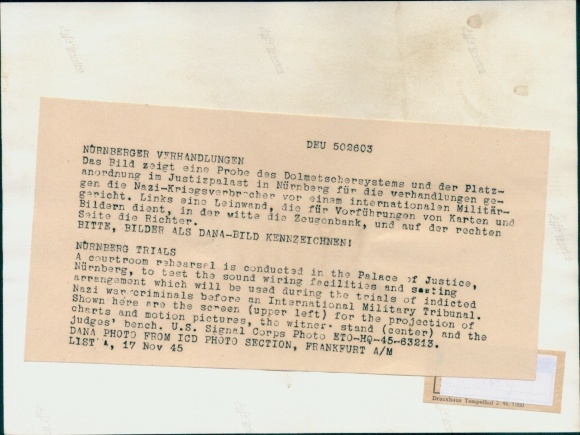 DEU 502603
NÜRNBERGER VERHANDLUNGEN
Das Bild zeigt eine Probe des Dolmetschersystems und der Platz-
anordnung im Justizpalast in Nürnberg für die verhandlungen ge-
gen die Nazi-Kriegsverbrecher vor einem internationalen Militär-
gericht. Links eine Leinwand, die für Vorführungen von Karten und
Bildern dient, in der mitte die Zeugenbank, und auf der rechten
Seite die Richter.
BITTE, BILDER ALS DANA-BILD KENNZEICHNEN!
NÜRNBERG TRIALS
A courtroom rehearsal is conducted in the Palace of Justice,
Nürnberg, to test the sound wiring facilities and seating
arrangement which will be used during the trials of indicted
Nazi war criminals before an International Military Tribunal.
Shown here are the screen (upper left) for the projection of
charts and motion pictures, the witness stand (center) and the
judges' bench. U.S. Signal Corps Photo ETO-HQ-45-63213.
DANA PHOTO FROM ICD PHOTO SECTION, FRANKFURT A/M
LIST A, 17 Nov 45
Druckhaus Tempelhof